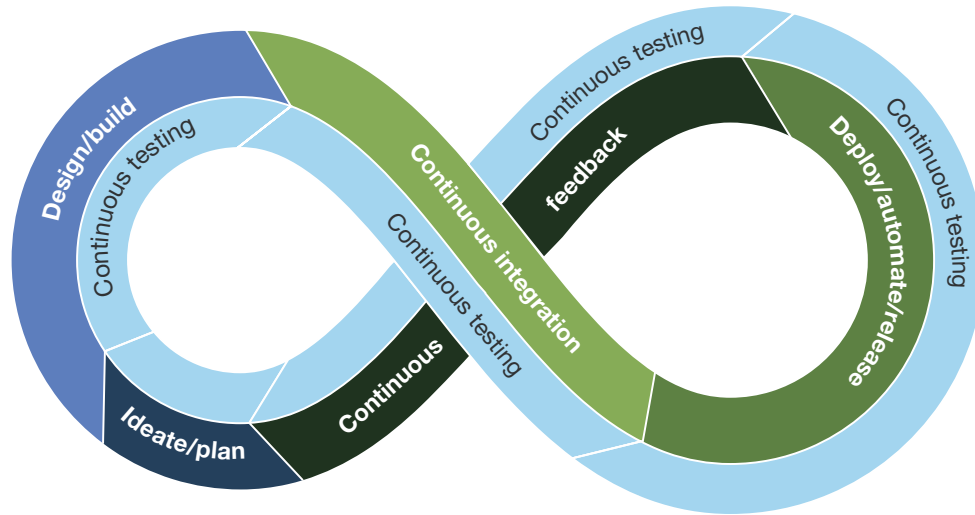 Design/build
Continuous testing
Ideate/plan
Continuous
feedback
Continuous testing
Continuous integration
Continuous testing
Deploy/automate/release
Continuous testing